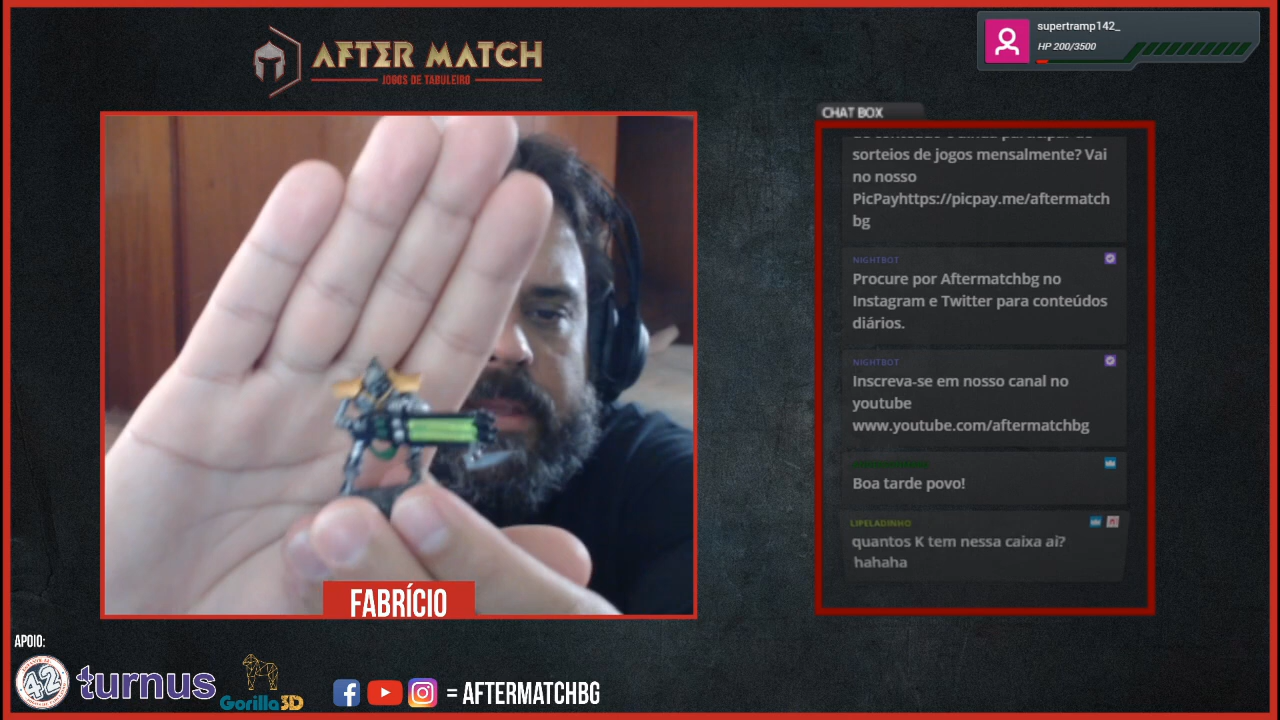 AFTER MATCH
JOGOS DE TABULEIRO
supertramp142_
HP 200/3500
CHAT BOX
sorteios de jogos mensalmente? Vai
no nosso
PicPayhttps://picpay.me/aftermatch
bg
NIGHTBOT
Procure por Aftermatchbg no
Instagram e Twitter para conteúdos
diários.
NIGHTBOT
Inscreva-se em nosso canal no
youtube
www.youtube.com/aftermatchbg
Boa tarde povo!
LIPELADINHO
quantos K tem nessa caixa ai?
hahaha
FABRÍCIO
APOIO:
42
turnus
Gorilla3D
= AFTERMATCHBG